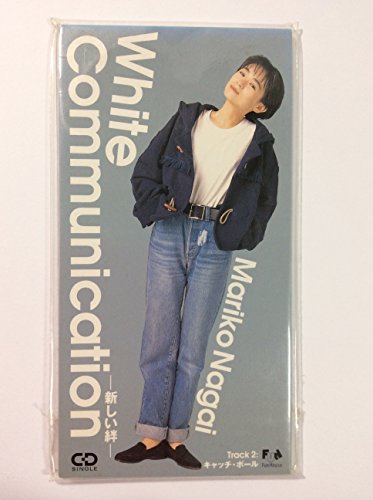 White
Communication
—新しい絆—
Mariko Nagai
Track 2:
キャッチ・ボール
CD
SINGLE